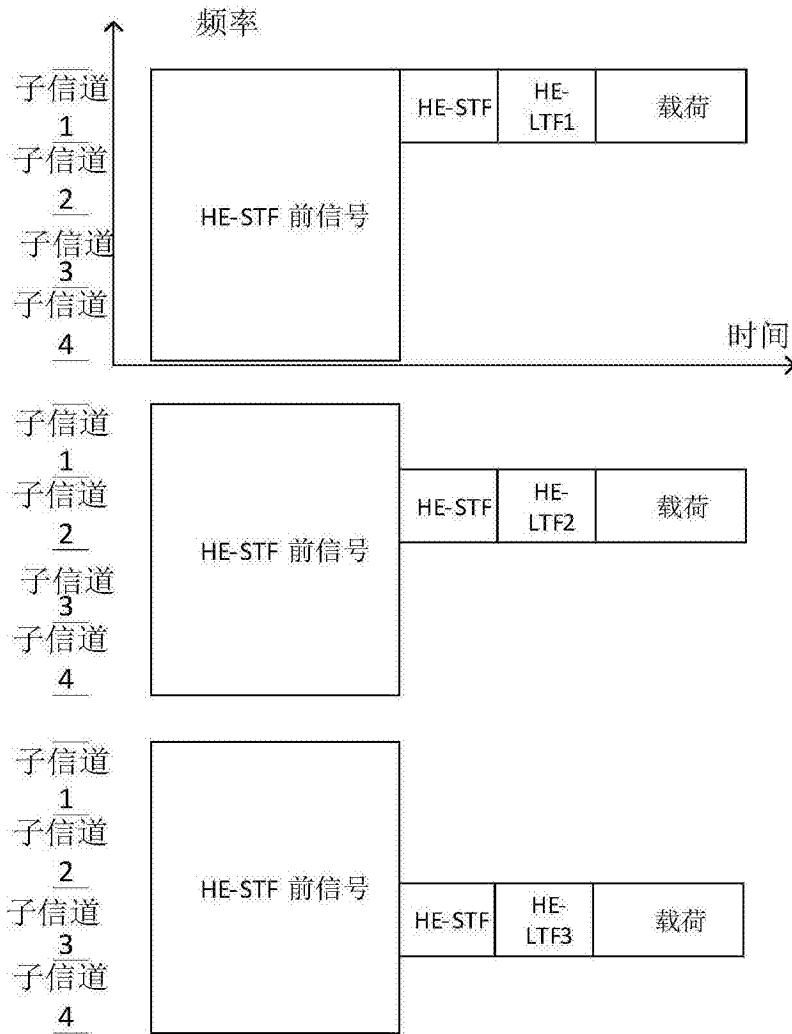 频率
子信道
1
子信道
2
子信道
3
子信道
4
HE-STF 前信号
HE-STF
HE-
LTF1
载荷
时间
子信道
1
子信道
2
子信道
3
子信道
4
HE-STF 前信号
HE-STF
HE-
LTF2
载荷
子信道
1
子信道
2
子信道
3
子信道
4
HE-STF 前信号
HE-STF
HE-
LTF3
载荷